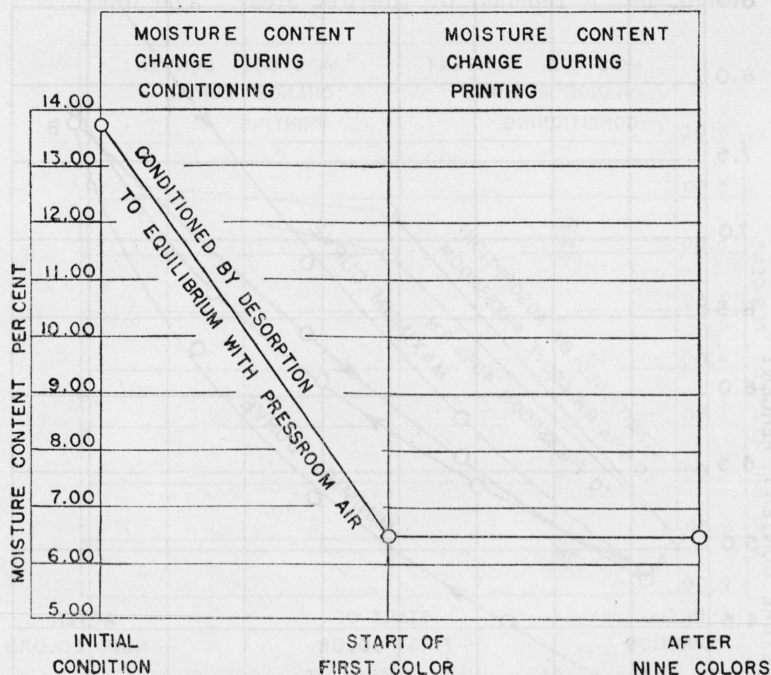 MOISTURE CONTENT
CHANGE DURING
CONDITIONING
MOISTURE CONTENT
CHANGE DURING
PRINTING
MOISTURE CONTENT PER CENT
14.00
13.00
12.00
11.00
10.00
9.00
8.00
7.00
6.00
5.00
CONDITIONED BY DESORPTION
TO EQUILIBRIUM WITH PRESSROOM AIR
INITIAL
CONDITION
START OF
FIRST COLOR
AFTER
NINE COLORS